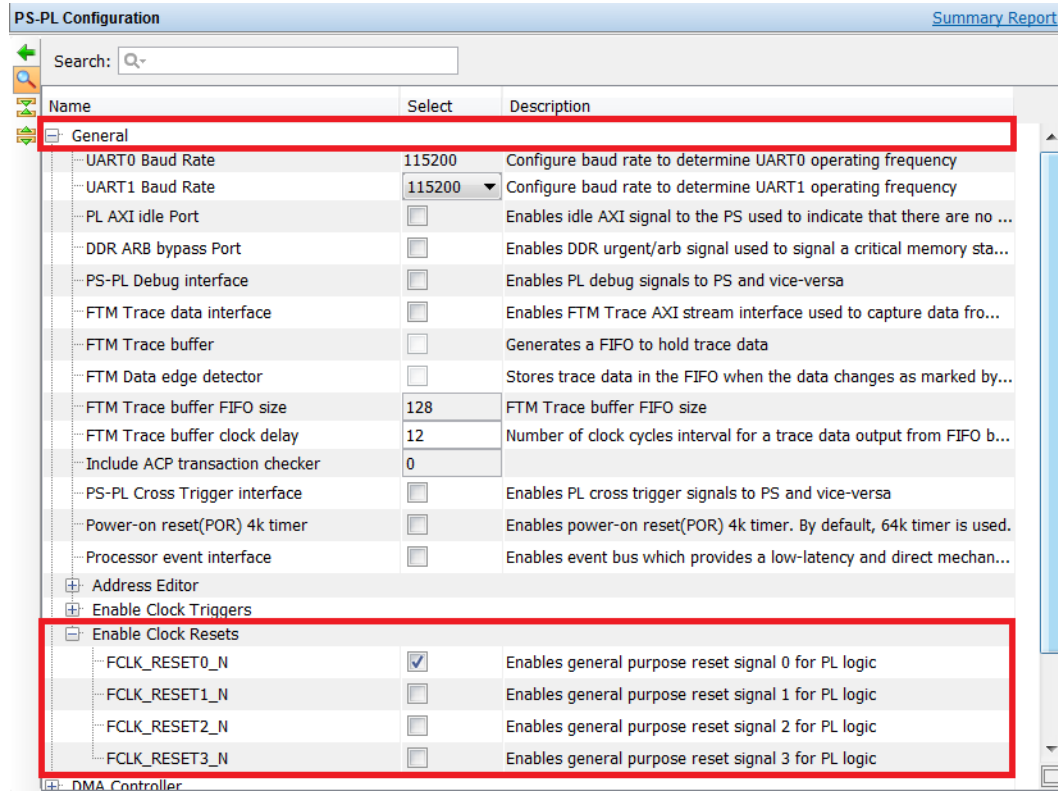 PS-PL Configuration Summary Report
Search:
Name Select Description
General
UART0 Baud Rate 115200 Configure baud rate to determine UART0 operating frequency
UART1 Baud Rate 115200 Configure baud rate to determine UART1 operating frequency
PL AXI idle Port Enables idle AXI signal to the PS used to indicate that there are no ...
DDR ARB bypass Port Enables DDR urgent/arb signal used to signal a critical memory sta...
PS-PL Debug interface Enables PL debug signals to PS and vice-versa
FTM Trace data interface Enables FTM Trace AXI stream interface used to capture data fro...
FTM Trace buffer Generates a FIFO to hold trace data
FTM Data edge detector Stores trace data in the FIFO when the data changes as marked by...
FTM Trace buffer FIFO size 128 FTM Trace buffer FIFO size
FTM Trace buffer clock delay 12 Number of clock cycles interval for a trace data output from FIFO b...
Include ACP transaction checker 0
PS-PL Cross Trigger interface Enables PL cross trigger signals to PS and vice-versa
Power-on reset(POR) 4k timer Enables power-on reset(POR) 4k timer. By default, 64k timer is used.
Processor event interface Enables event bus which provides a low-latency and direct mechan...
Address Editor
Enable Clock Triggers
Enable Clock Resets
FCLK_RESET0_N Enables general purpose reset signal 0 for PL logic
FCLK_RESET1_N Enables general purpose reset signal 1 for PL logic
FCLK_RESET2_N Enables general purpose reset signal 2 for PL logic
FCLK_RESET3_N Enables general purpose reset signal 3 for PL logic
DMA Controller